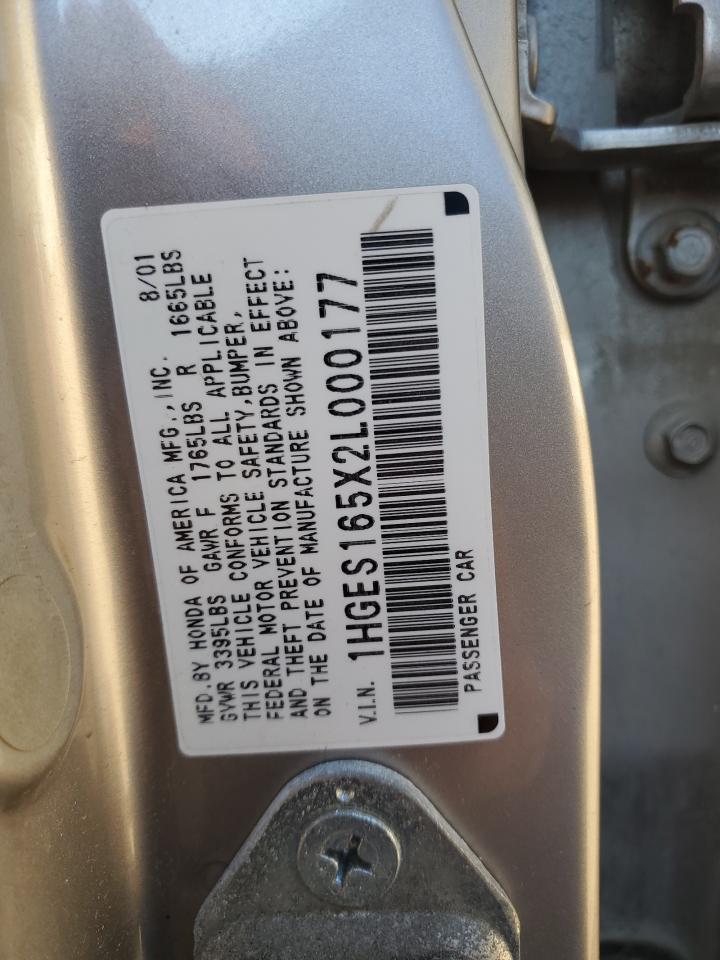 MFD.BY HONDA OF AMERICA MFG.,INC. 8/01
GVWR 3395LBS GAWR F 1765LBS R 1665LBS
THIS VEHICLE CONFORMS TO ALL APPLICABLE
FEDERAL MOTOR VEHICLE SAFETY,BUMPER,
AND THEFT PREVENTION STANDARDS IN EFFECT
ON THE DATE OF MANUFACTURE SHOWN ABOVE:
V.I.N. 1HGES165X2L000177
PASSENGER CAR